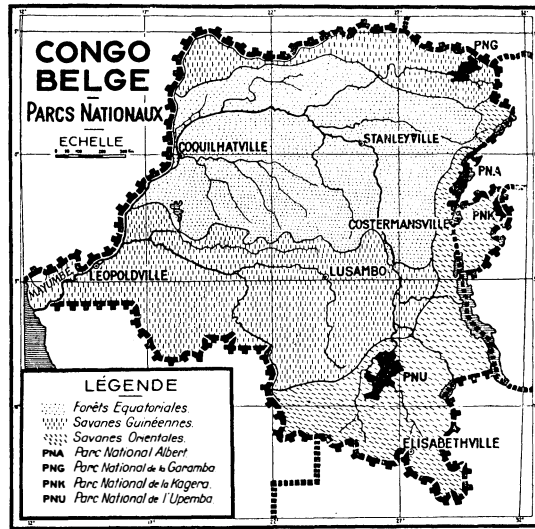 CONGO
BELGE
PARCS NATIONAUX
ECHELLE
PNG
STANLEYVILLE
COQUILHATVILLE
PNA
PNK
COSTERMANSVILLE
MAYUMBE
LEOPOLDVILLE
LUSAMBO
PNU
ELISABETHVILLE
LÉGENDE
Forêts Equatoriales.
Savanes Guinéennes.
Savanes Orientales.
PNA Parc National Albert.
PNG Parc National de la Garamba
PNK Parc National de la Kagera.
PNU Parc National de l'Upemba.